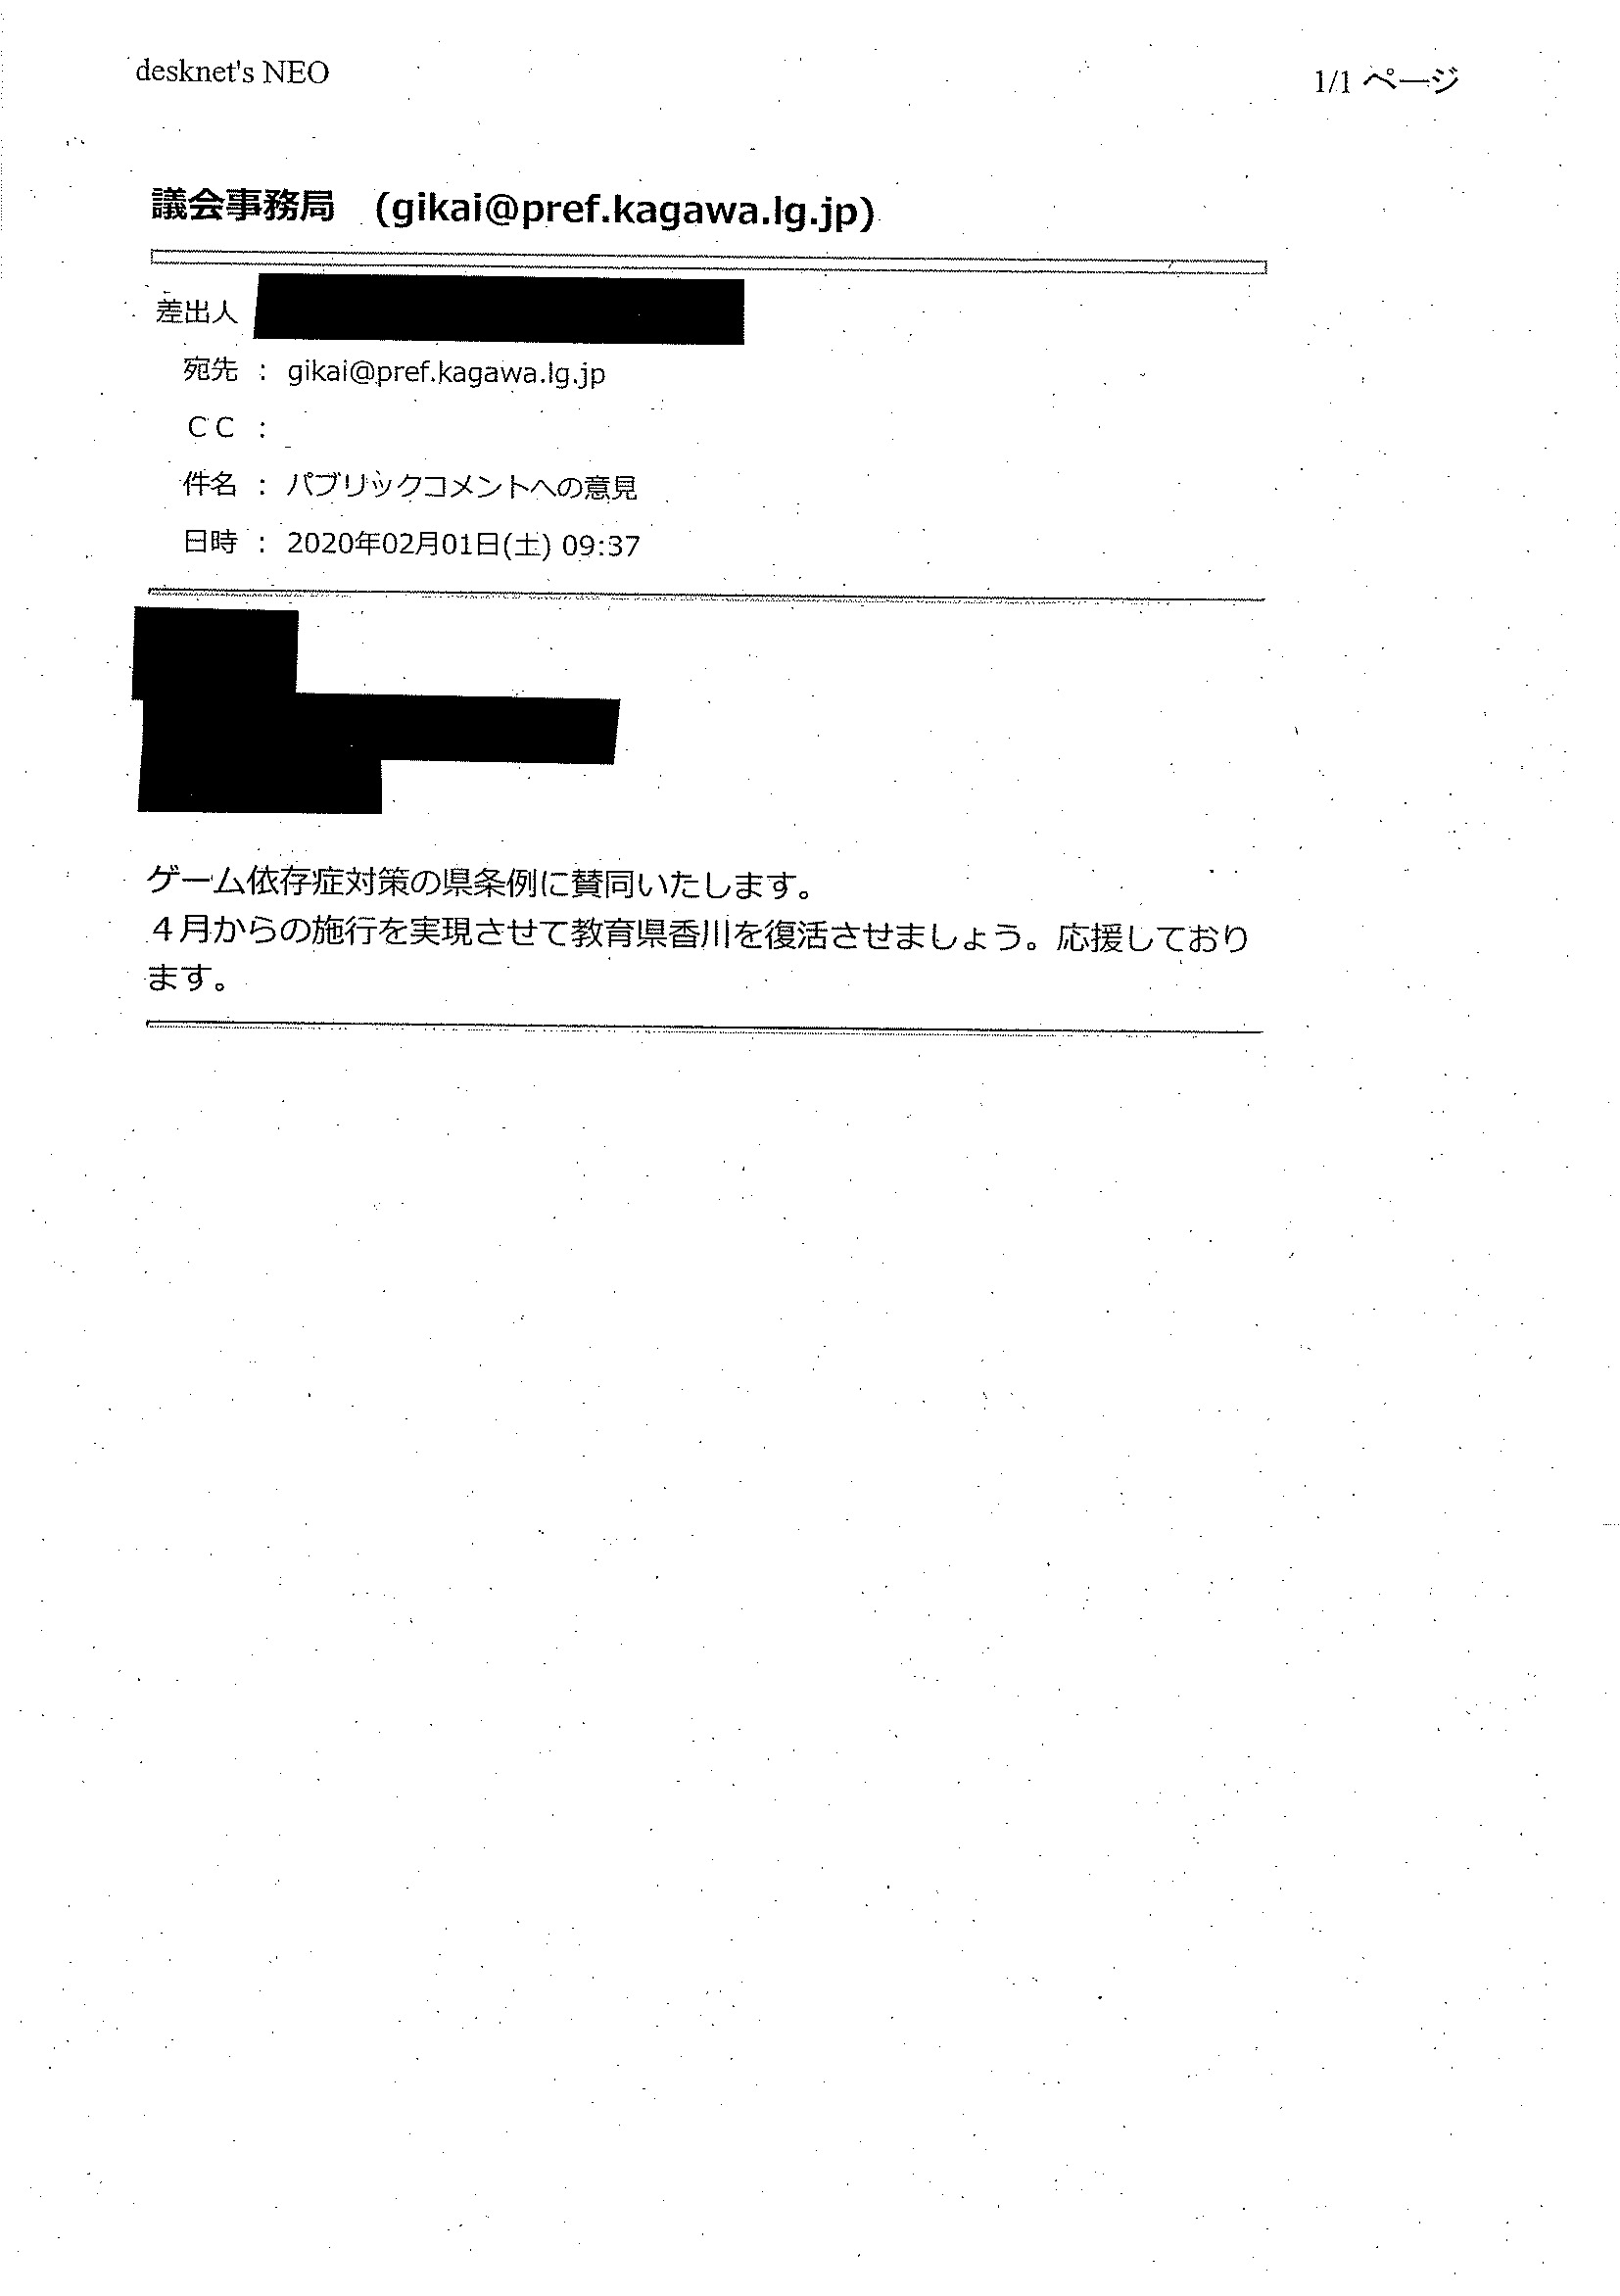 desknet's NEO
1/1 ページ
議会事務局　(gikai@pref.kagawa.lg.jp)
差出人
宛先 : gikai@pref.kagawa.lg.jp
ＣＣ :
件名 : パブリックコメントへの意見
日時 : 2020年02月01日(土) 09:37
ゲーム依存症対策の県条例に賛同いたします。
４月からの施行を実現させて教育県香川を復活させましょう。応援しており
ます。